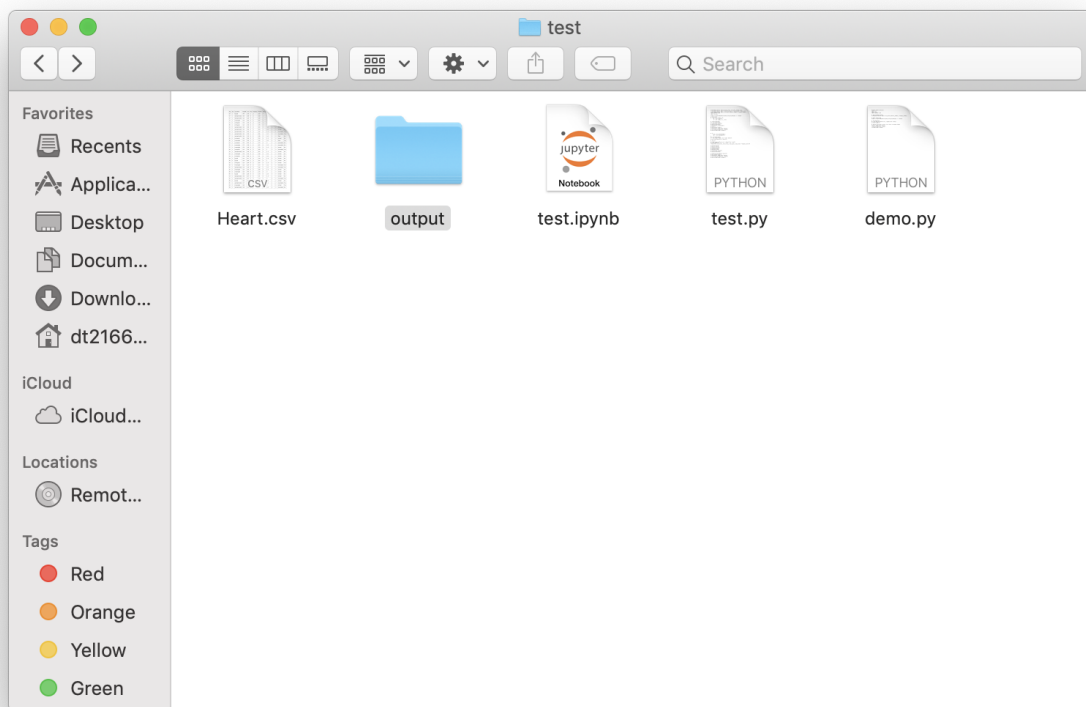 test
Search
Favorites
Recents
Applica...
Desktop
Docum...
Downlo...
dt2166...
iCloud
iCloud...
Locations
Remot...
Tags
Red
Orange
Yellow
Green
CSV
Heart.csv
output
jupyter
Notebook
test.ipynb
PYTHON
test.py
PYTHON
demo.py